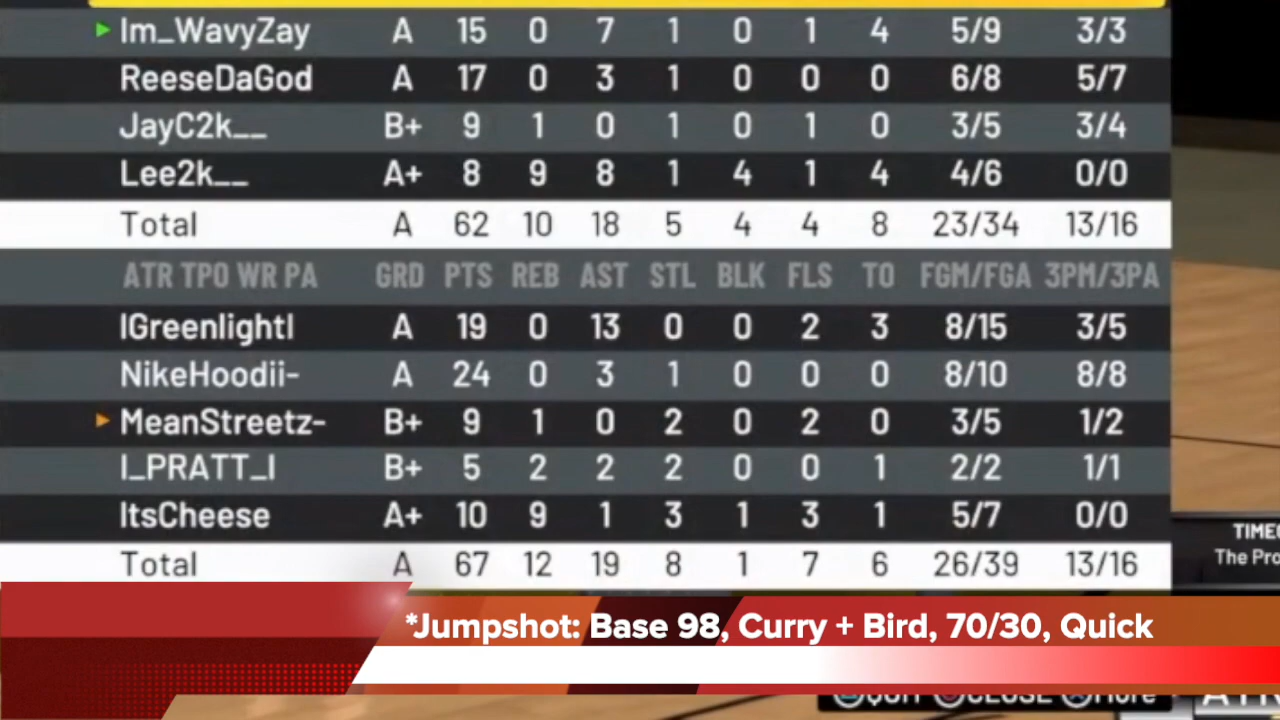 Im_WavyZay A 15 0 7 1 0 1 4 5/9 3/3
ReeseDaGod A 17 0 3 1 0 0 0 6/8 5/7
JayC2k__ B+ 9 1 0 1 0 1 0 3/5 3/4
Lee2k__ A+ 8 9 8 1 4 1 4 4/6 0/0
Total A 62 10 18 5 4 4 8 23/34 13/16
ATR TPO WR PA GRD PTS REB AST STL BLK FLS TO FGM/FGA 3PM/3PA
IGreenlightI A 19 0 13 0 0 2 3 8/15 3/5
NikeHoodii- A 24 0 3 1 0 0 0 8/10 8/8
MeanStreetz- B+ 9 1 0 2 0 2 0 3/5 1/2
I_PRATT_I B+ 5 2 2 2 0 0 1 2/2 1/1
ItsCheese A+ 10 9 1 3 1 3 1 5/7 0/0
Total A 67 12 19 8 1 7 6 26/39 13/16
TIMEO
The Pro
*Jumpshot: Base 98, Curry + Bird, 70/30, Quick
QUIT CLOSE More